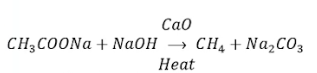 CaO
CH₃COONa + NaOH → CH₄ + Na₂CO₃
Heat